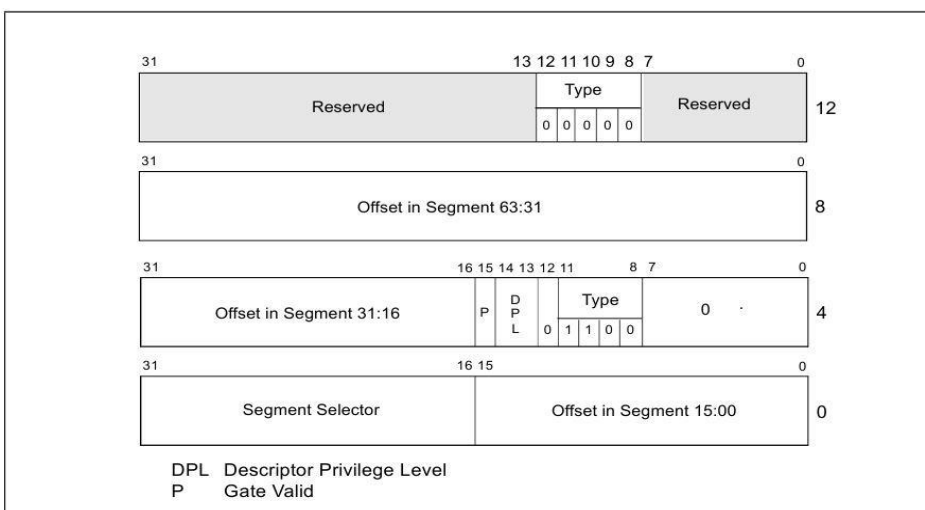 31 13 12 11 10 9 8 7 0
Type
Reserved Reserved 12
0 0 0 0 0
31 0
Offset in Segment 63:31 8
31 16 15 14 13 12 11 8 7 0
Offset in Segment 31:16 P DPL Type 0 4
0 1 1 0 0
31 16 15 0
Segment Selector Offset in Segment 15:00 0
DPL Descriptor Privilege Level
P Gate Valid